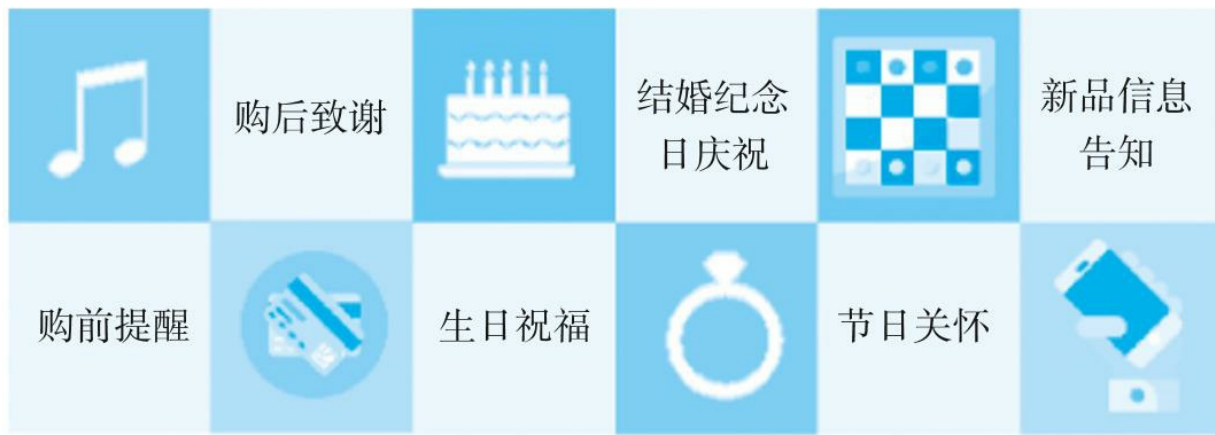 购后致谢
结婚纪念
日庆祝
新品信息
告知
购前提醒
生日祝福
节日关怀